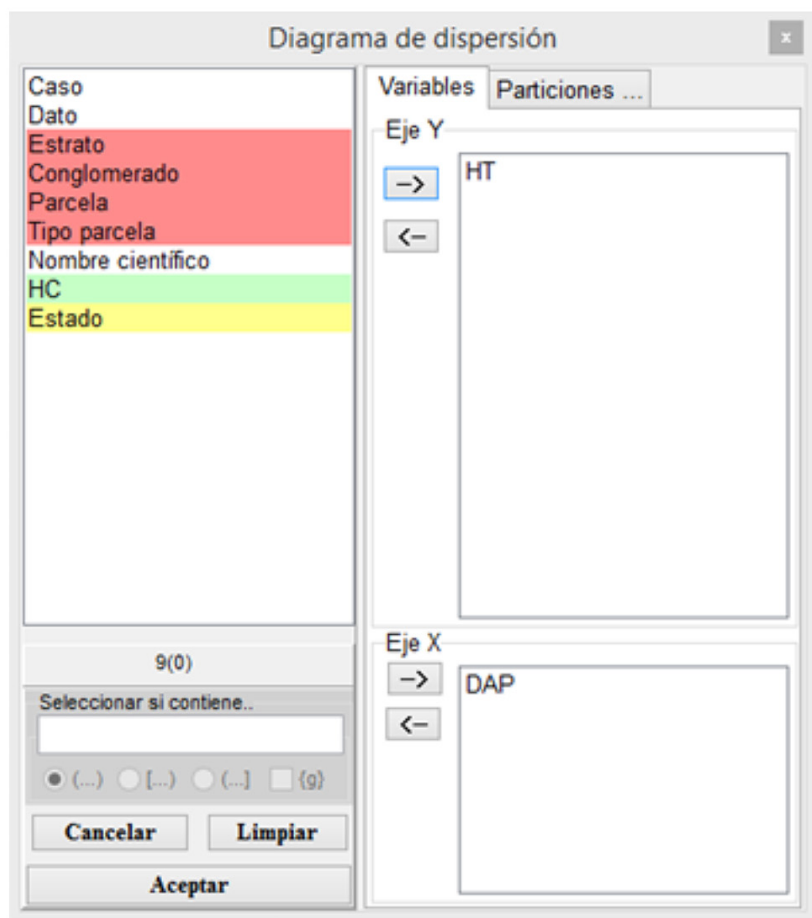 Diagrama de dispersión
x
Caso
Dato
Estrato
Conglomerado
Parcela
Tipo parcela
Nombre científico
HC
Estado
9(0)
Seleccionar si contiene..
(...) [...) (...] {g}
Cancelar Limpiar
Aceptar
Variables Particiones ...
Eje Y
-->
HT
<--
Eje X
-->
DAP
<--